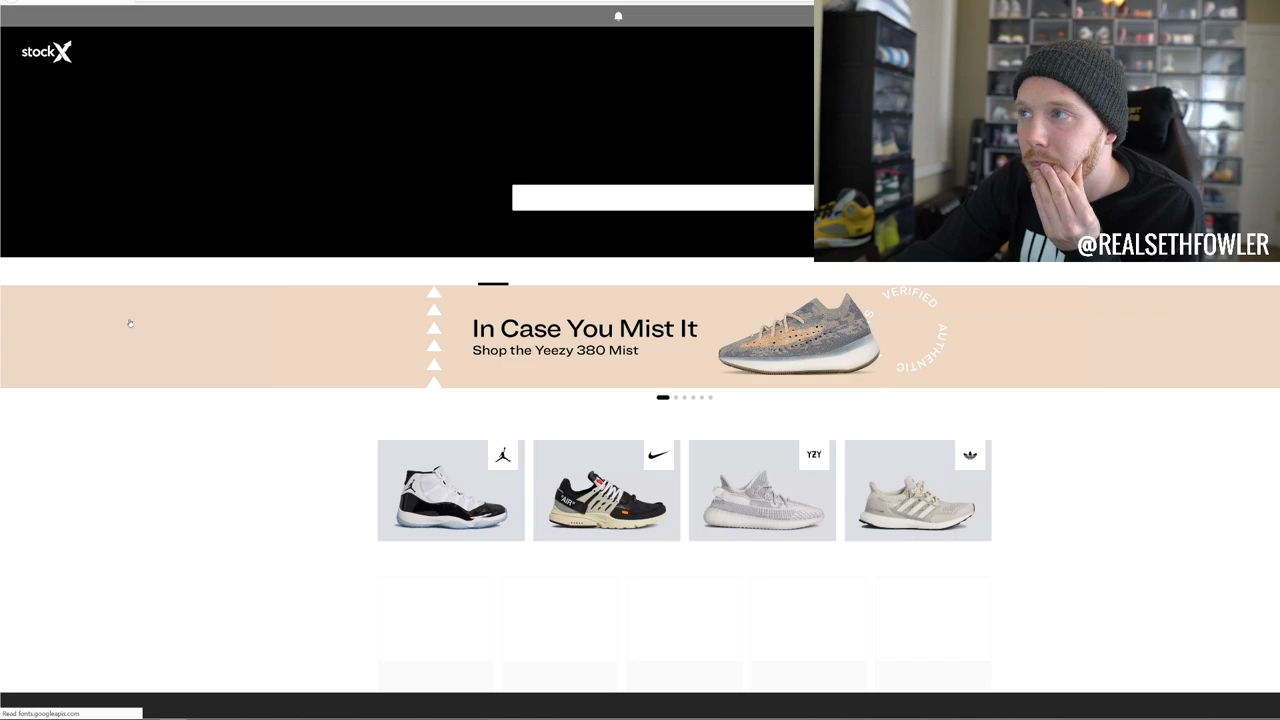 stockX
@REALSETHFOWLER
In Case You Mist It
Shop the Yeezy 380 Mist
VERIFIED
AUTHENTIC
YZY
"AIR"
Read fonts.googleapis.com